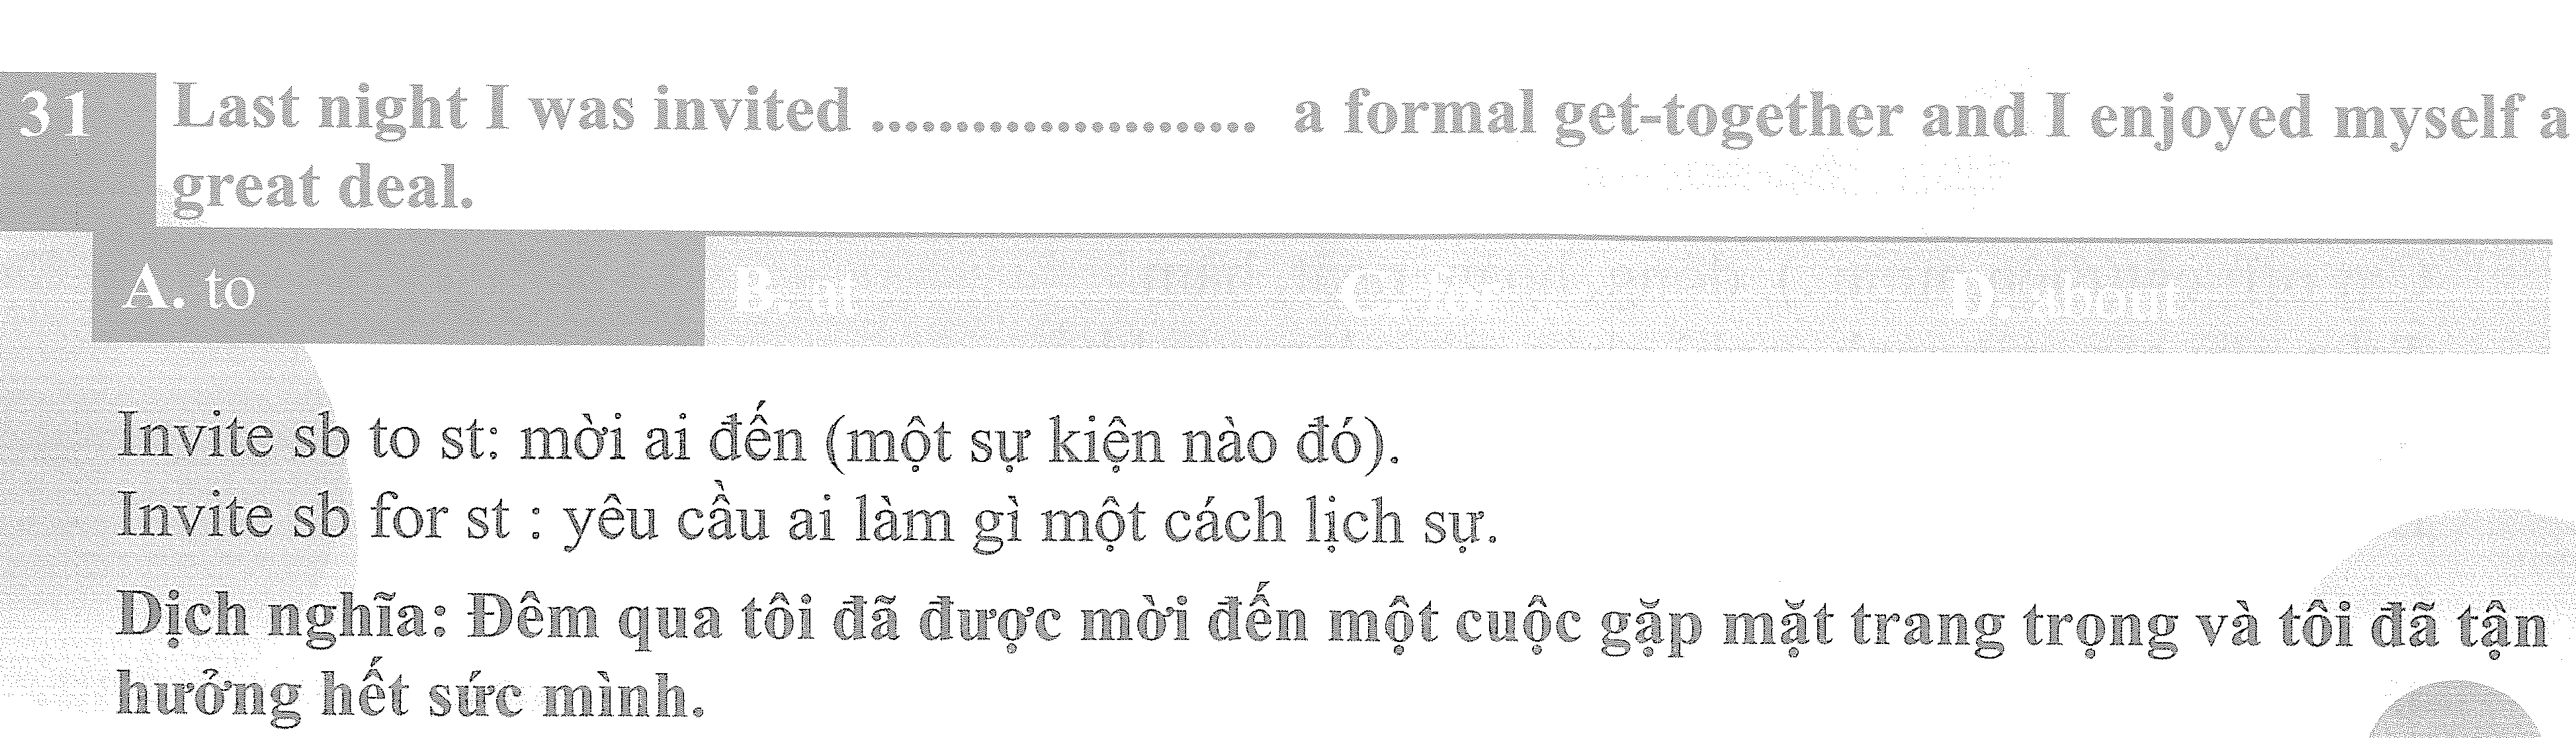 31 Last night I was invited ....................... a formal get-together and I enjoyed myself a
great deal.
A. to B. at C. for D. about
Invite sb to st: mời ai đến (một sự kiện nào đó).
Invite sb for st : yêu cầu ai làm gì một cách lịch sự.
Dịch nghĩa: Đêm qua tôi đã được mời đến một cuộc gặp mặt trang trọng và tôi đã tận
hưởng hết sức mình.